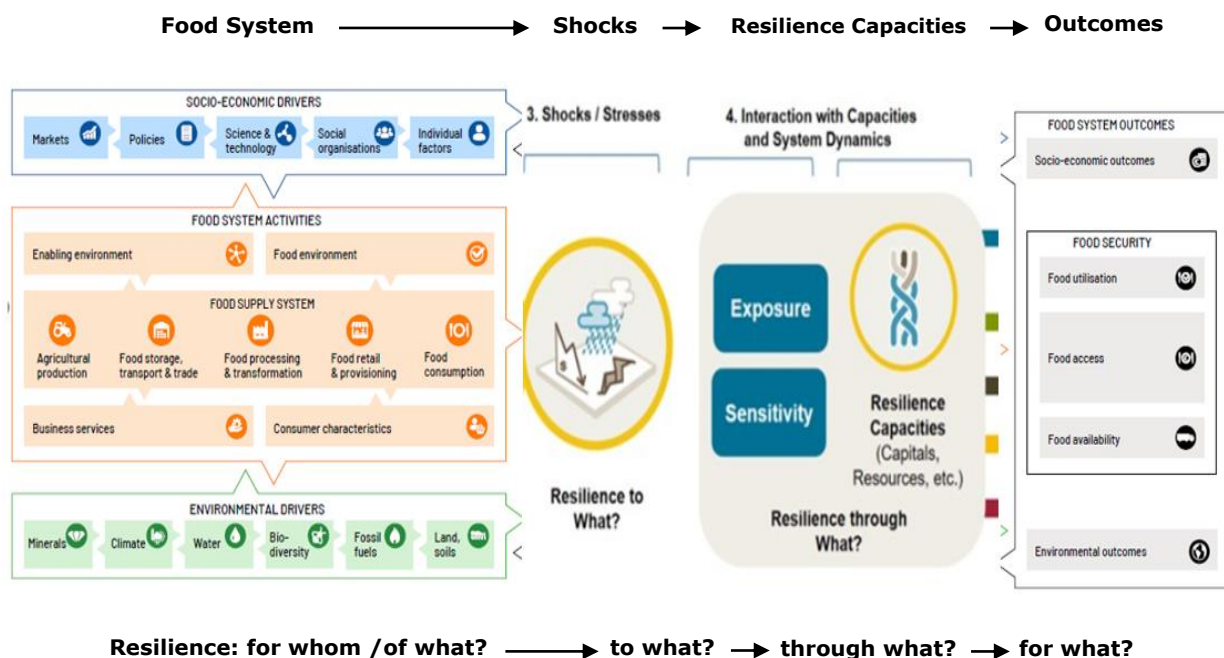 Food System
Shocks
Resilience Capacities
Outcomes
SOCIO-ECONOMIC DRIVERS
Markets
Policies
Science &
technology
Social
organisations
Individual
factors
FOOD SYSTEM ACTIVITIES
Enabling environment
Food environment
FOOD SUPPLY SYSTEM
Agricultural
production
Food storage,
transport & trade
Food processing
& transformation
Food retail
& provisioning
Food
consumption
Business services
Consumer characteristics
ENVIRONMENTAL DRIVERS
Minerals
Climate
Water
Bio-
diversity
Fossil
fuels
Land,
soils
3. Shocks / Stresses
$
Resilience to
What?
4. Interaction with Capacities
and System Dynamics
Exposure
Sensitivity
Resilience
Capacities
(Capitals,
Resources, etc.)
Resilience through
What?
FOOD SYSTEM OUTCOMES
Socio-economic outcomes
FOOD SECURITY
Food utilisation
Food access
Food availability
Environmental outcomes
Resilience: for whom /of what?
to what?
through what?
for what?